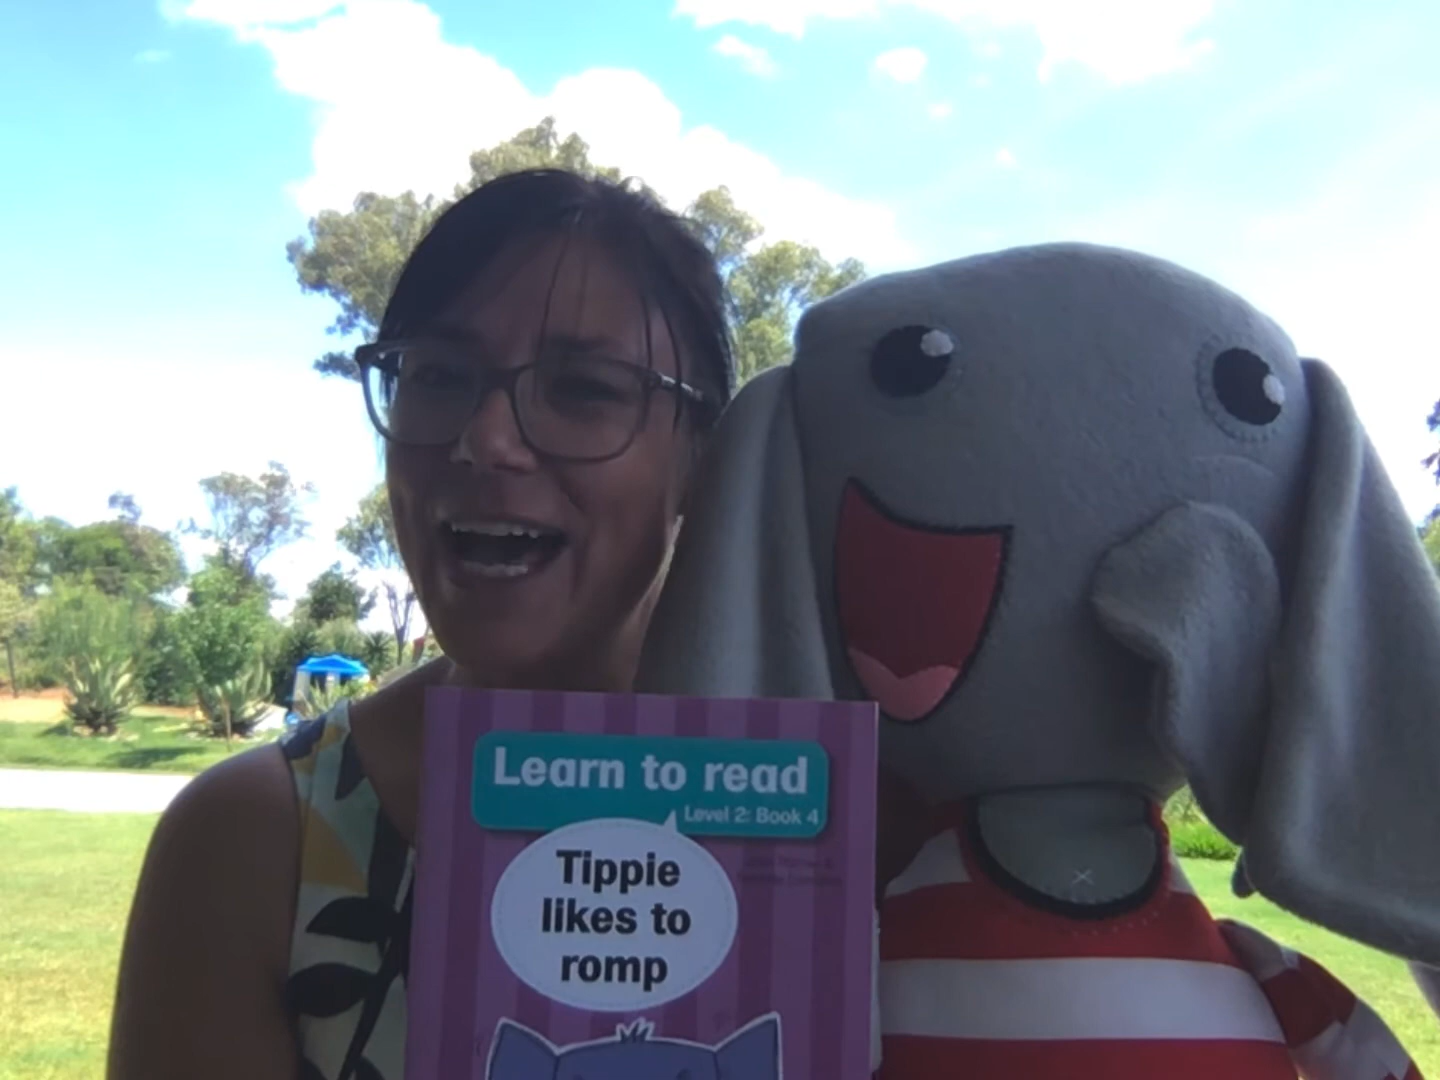 Learn to read
Level 2: Book 4
Tippie
likes to
romp